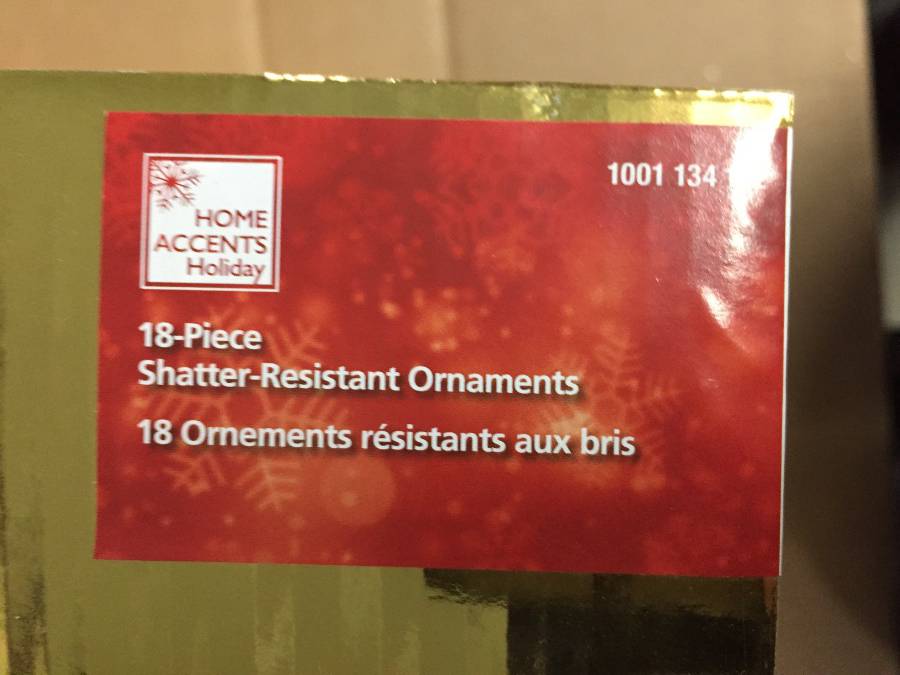 HOME
ACCENTS
Holiday
1001 134
18-Piece
Shatter-Resistant Ornaments
18 Ornements résistants aux bris